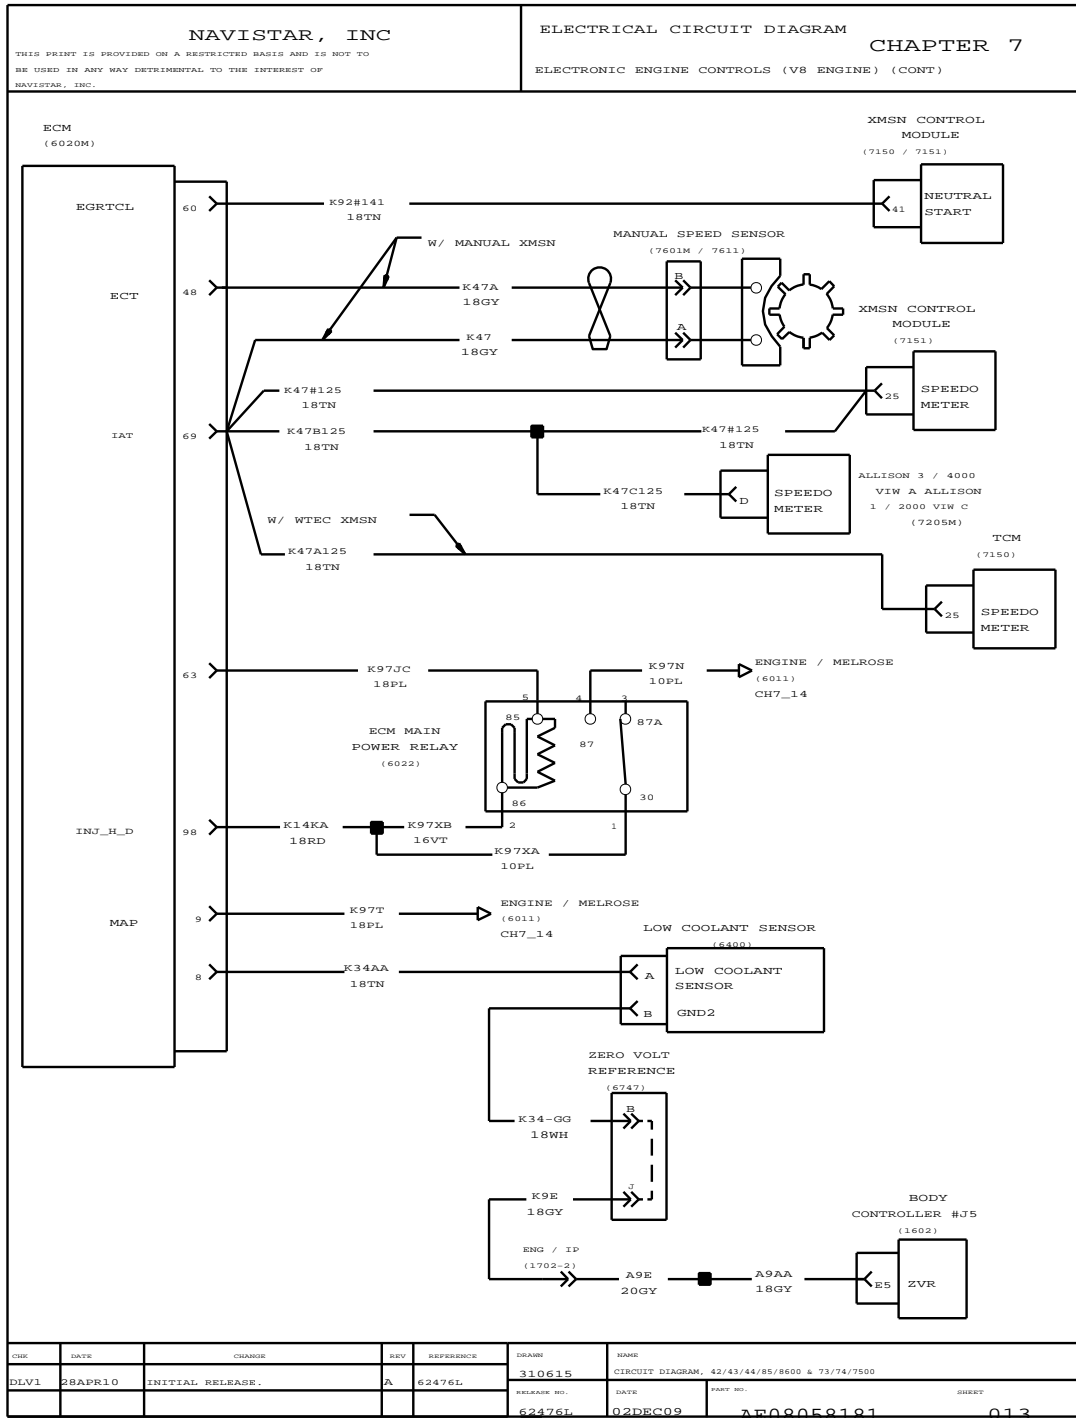 NAVISTAR, INC
THIS PRINT IS PROVIDED ON A RESTRICTED BASIS AND IS NOT TO
BE USED IN ANY WAY DETRIMENTAL TO THE INTEREST OF
NAVISTAR, INC.
ELECTRICAL CIRCUIT DIAGRAM
CHAPTER 7
ELECTRONIC ENGINE CONTROLS (V8 ENGINE) (CONT)
ECM
(6020M)
XMSN CONTROL
MODULE
(7150 / 7151)
EGRTCL
60
K92#141
18TN
41
NEUTRAL
START
W/ MANUAL XMSN
MANUAL SPEED SENSOR
(7601M / 7611)
ECT
48
K47A
18GY
B
K47
18GY
A
XMSN CONTROL
MODULE
(7151)
K47#125
18TN
25
SPEEDO
METER
IAT
69
K47B125
18TN
K47#125
18TN
K47C125
18TN
D
SPEEDO
METER
ALLISON 3 / 4000
VIW A ALLISON
1 / 2000 VIW C
(7205M)
W/ WTEC XMSN
K47A125
18TN
TCM
(7150)
25
SPEEDO
METER
63
K97JC
18PL
K97N
10PL
ENGINE / MELROSE
(6011)
CH7_14
5
4
3
85
87
87A
ECM MAIN
POWER RELAY
(6022)
86
30
2
1
INJ_H_D
98
K14KA
18RD
K97XB
16VT
K97XA
10PL
MAP
9
K97T
18PL
ENGINE / MELROSE
(6011)
CH7_14
8
K34AA
18TN
LOW COOLANT SENSOR
(6400)
A
LOW COOLANT
SENSOR
B
GND2
ZERO VOLT
REFERENCE
(6747)
K34-GG
18WH
B
K9E
18GY
J
ENG / IP
(1702-2)
A9E
20GY
A9AA
18GY
BODY
CONTROLLER #J5
(1602)
E5
ZVR
CHK
DATE
CHANGE
REV
REFERENCE
DRAWN
NAME
DLV1
28APR10
INITIAL RELEASE.
A
62476L
310615
CIRCUIT DIAGRAM, 42/43/44/85/8600 & 73/74/7500
RELEASE NO.
DATE
PART NO.
SHEET
62476L
02DEC09
AF08058181
013